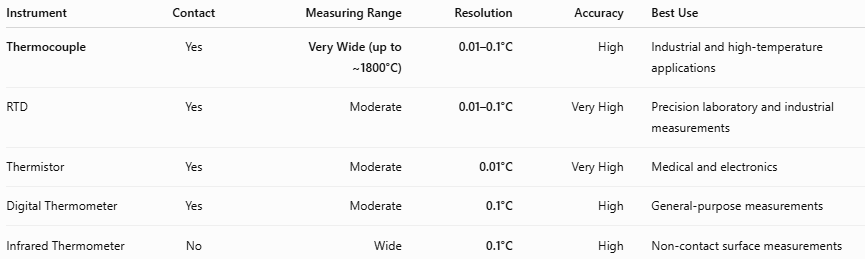 Instrument Contact Measuring Range Resolution Accuracy Best Use
Thermocouple Yes Very Wide (up to 0.01–0.1°C High Industrial and high-temperature
~1800°C) applications
RTD Yes Moderate 0.01–0.1°C Very High Precision laboratory and industrial
measurements
Thermistor Yes Moderate 0.01°C Very High Medical and electronics
Digital Thermometer Yes Moderate 0.1°C High General-purpose measurements
Infrared Thermometer No Wide 0.1°C High Non-contact surface measurements